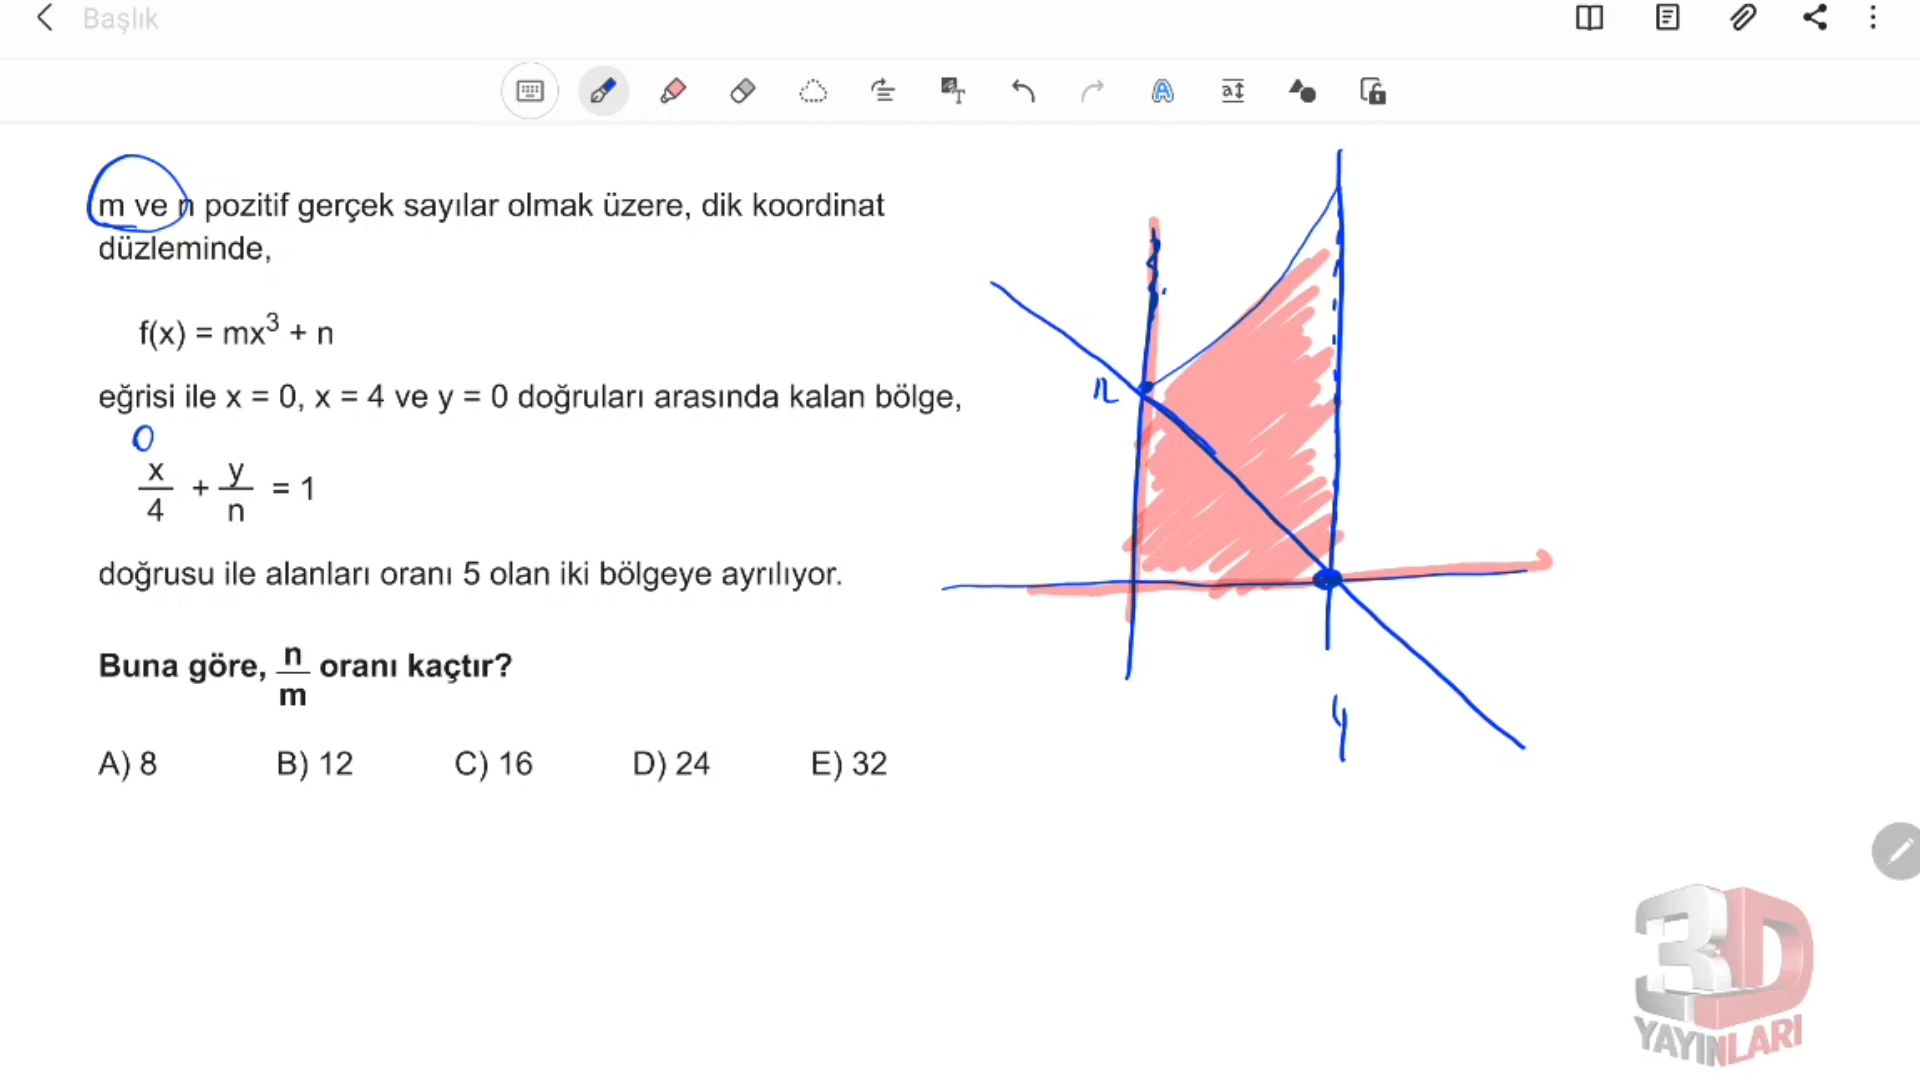 Başlık
m ve n pozitif gerçek sayılar olmak üzere, dik koordinat
düzleminde,
f(x) = mx³ + n
eğrisi ile x = 0, x = 4 ve y = 0 doğruları arasında kalan bölge,
0
x/4 + y/n = 1
doğrusu ile alanları oranı 5 olan iki bölgeye ayrılıyor.
Buna göre, n/m oranı kaçtır?
A) 8 B) 12 C) 16 D) 24 E) 32
n
4
3D
YAYINLARI